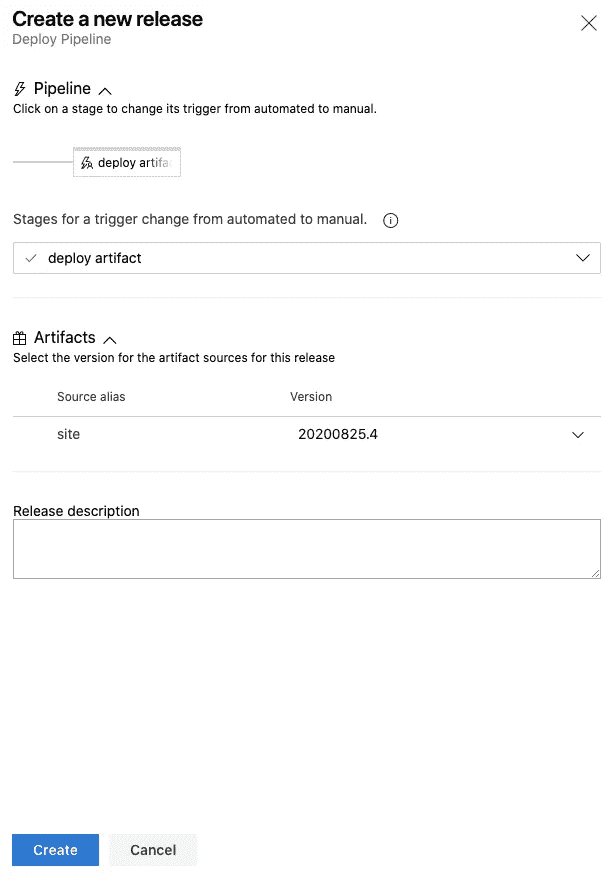 Create a new release
Deploy Pipeline
Pipeline
Click on a stage to change its trigger from automated to manual.
deploy artifa
Stages for a trigger change from automated to manual.
deploy artifact
Artifacts
Select the version for the artifact sources for this release
Source alias Version
site 20200825.4
Release description
Create Cancel